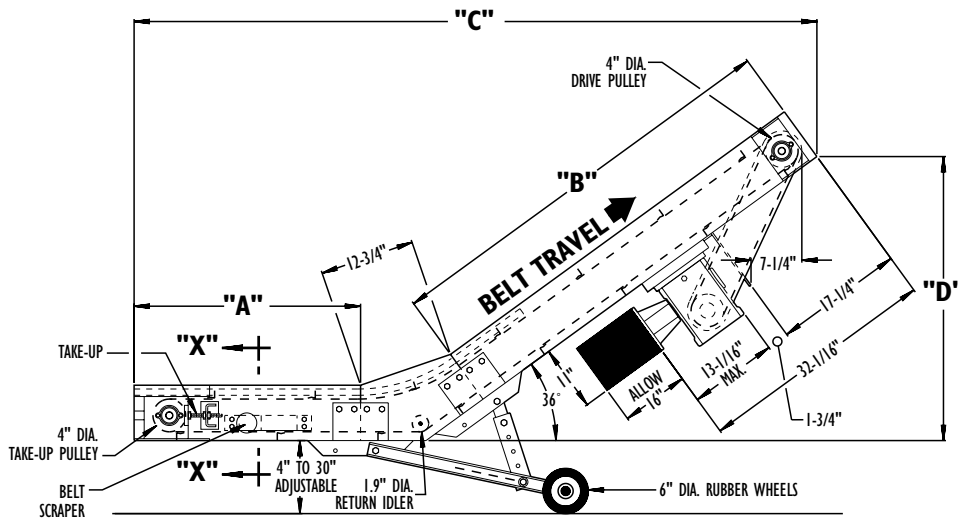 "C"
4" DIA.
DRIVE PULLEY
"B"
BELT TRAVEL
12-3/4"
7-1/4"
"A"
17-1/4"
"D"
"X"
TAKE-UP
13-1/16"
MAX.
32-1/16"
11"
ALLOW
16"
36°
1-3/4"
4" DIA.
TAKE-UP PULLEY
"X"
4" TO 30"
ADJUSTABLE
1.9" DIA.
RETURN IDLER
BELT
SCRAPER
6" DIA. RUBBER WHEELS